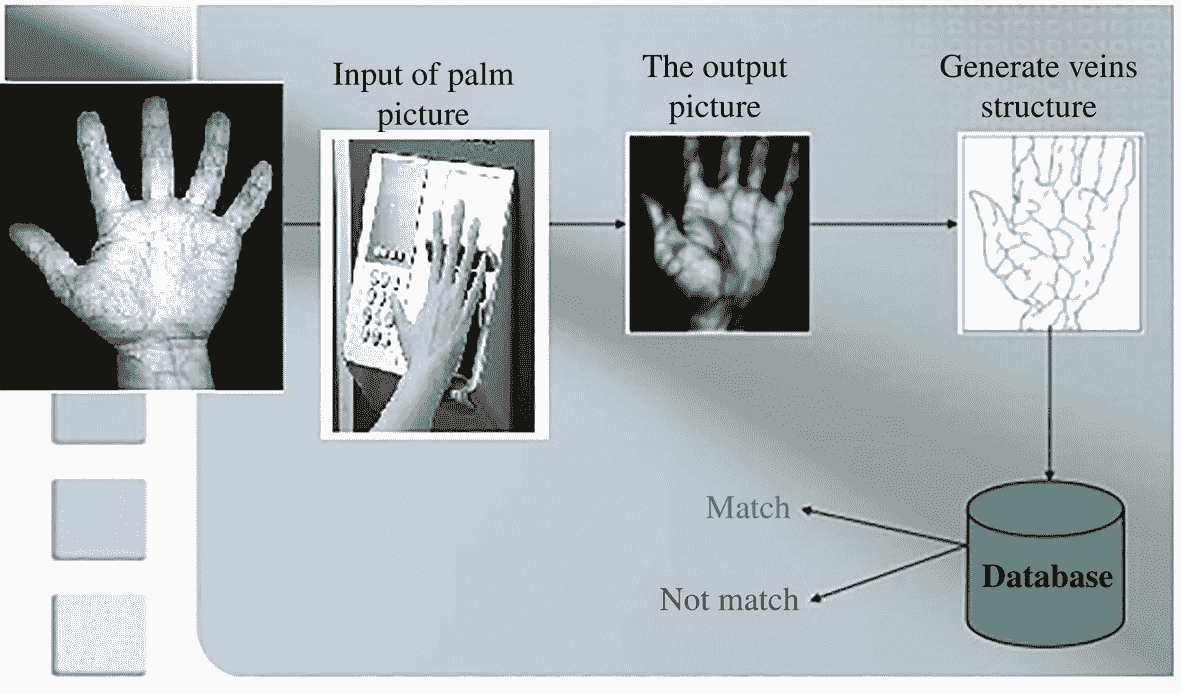 Input of palm
picture
The output
picture
Generate veins
structure
Match
Not match
Database